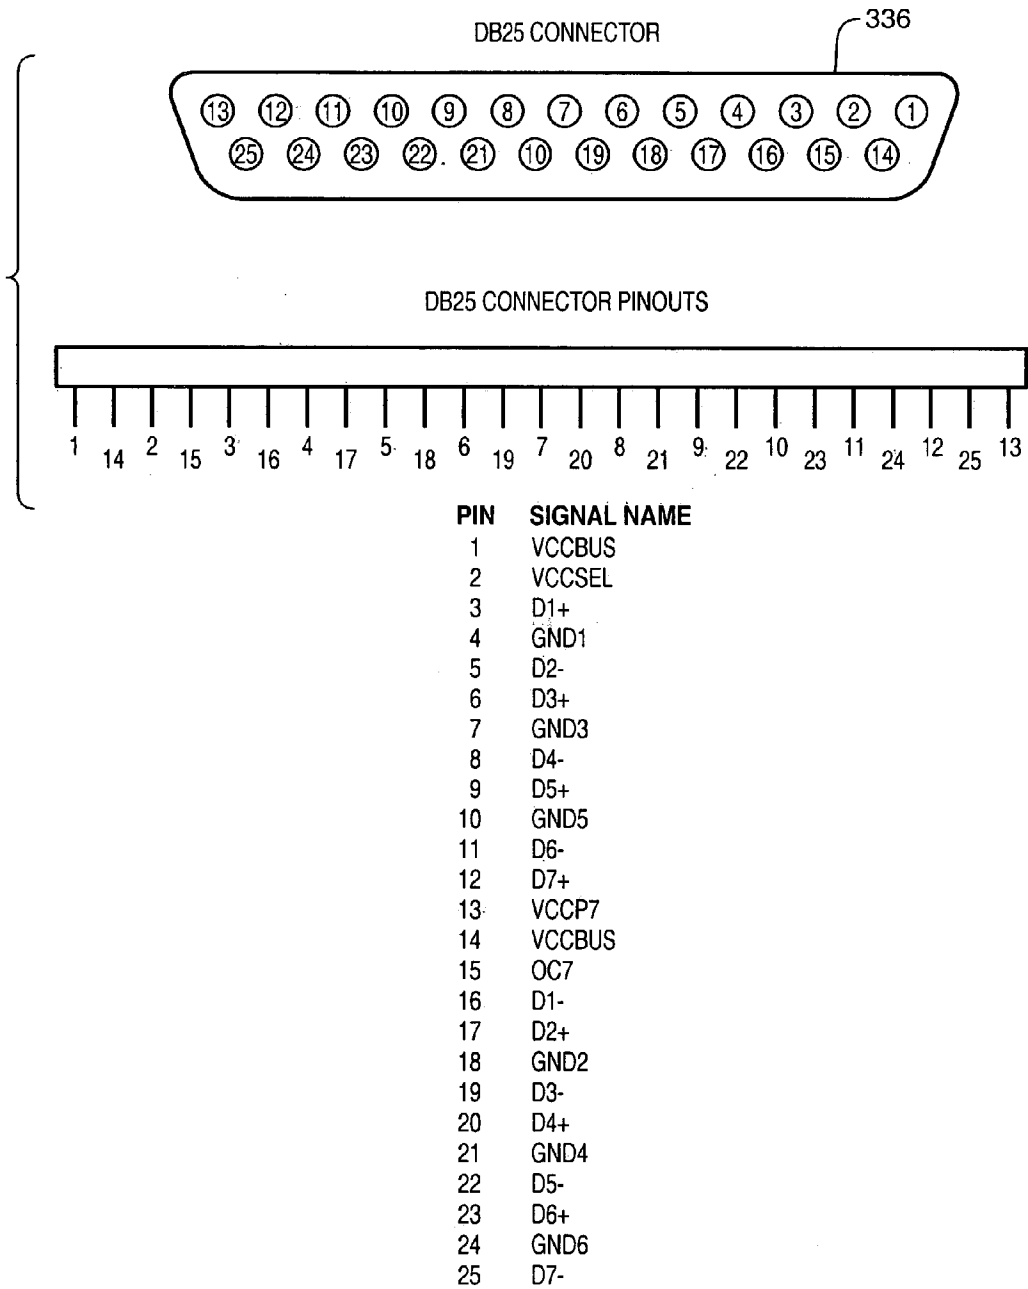 DB25 CONNECTOR
336
13 12 11 10 9 8 7 6 5 4 3 2 1
25 24 23 22 21 10 19 18 17 16 15 14
DB25 CONNECTOR PINOUTS
1 14 2 15 3 16 4 17 5 18 6 19 7 20 8 21 9 22 10 23 11 24 12 25 13
PIN SIGNAL NAME
1 VCCBUS
2 VCCSEL
3 D1+
4 GND1
5 D2-
6 D3+
7 GND3
8 D4-
9 D5+
10 GND5
11 D6-
12 D7+
13 VCCP7
14 VCCBUS
15 OC7
16 D1-
17 D2+
18 GND2
19 D3-
20 D4+
21 GND4
22 D5-
23 D6+
24 GND6
25 D7-